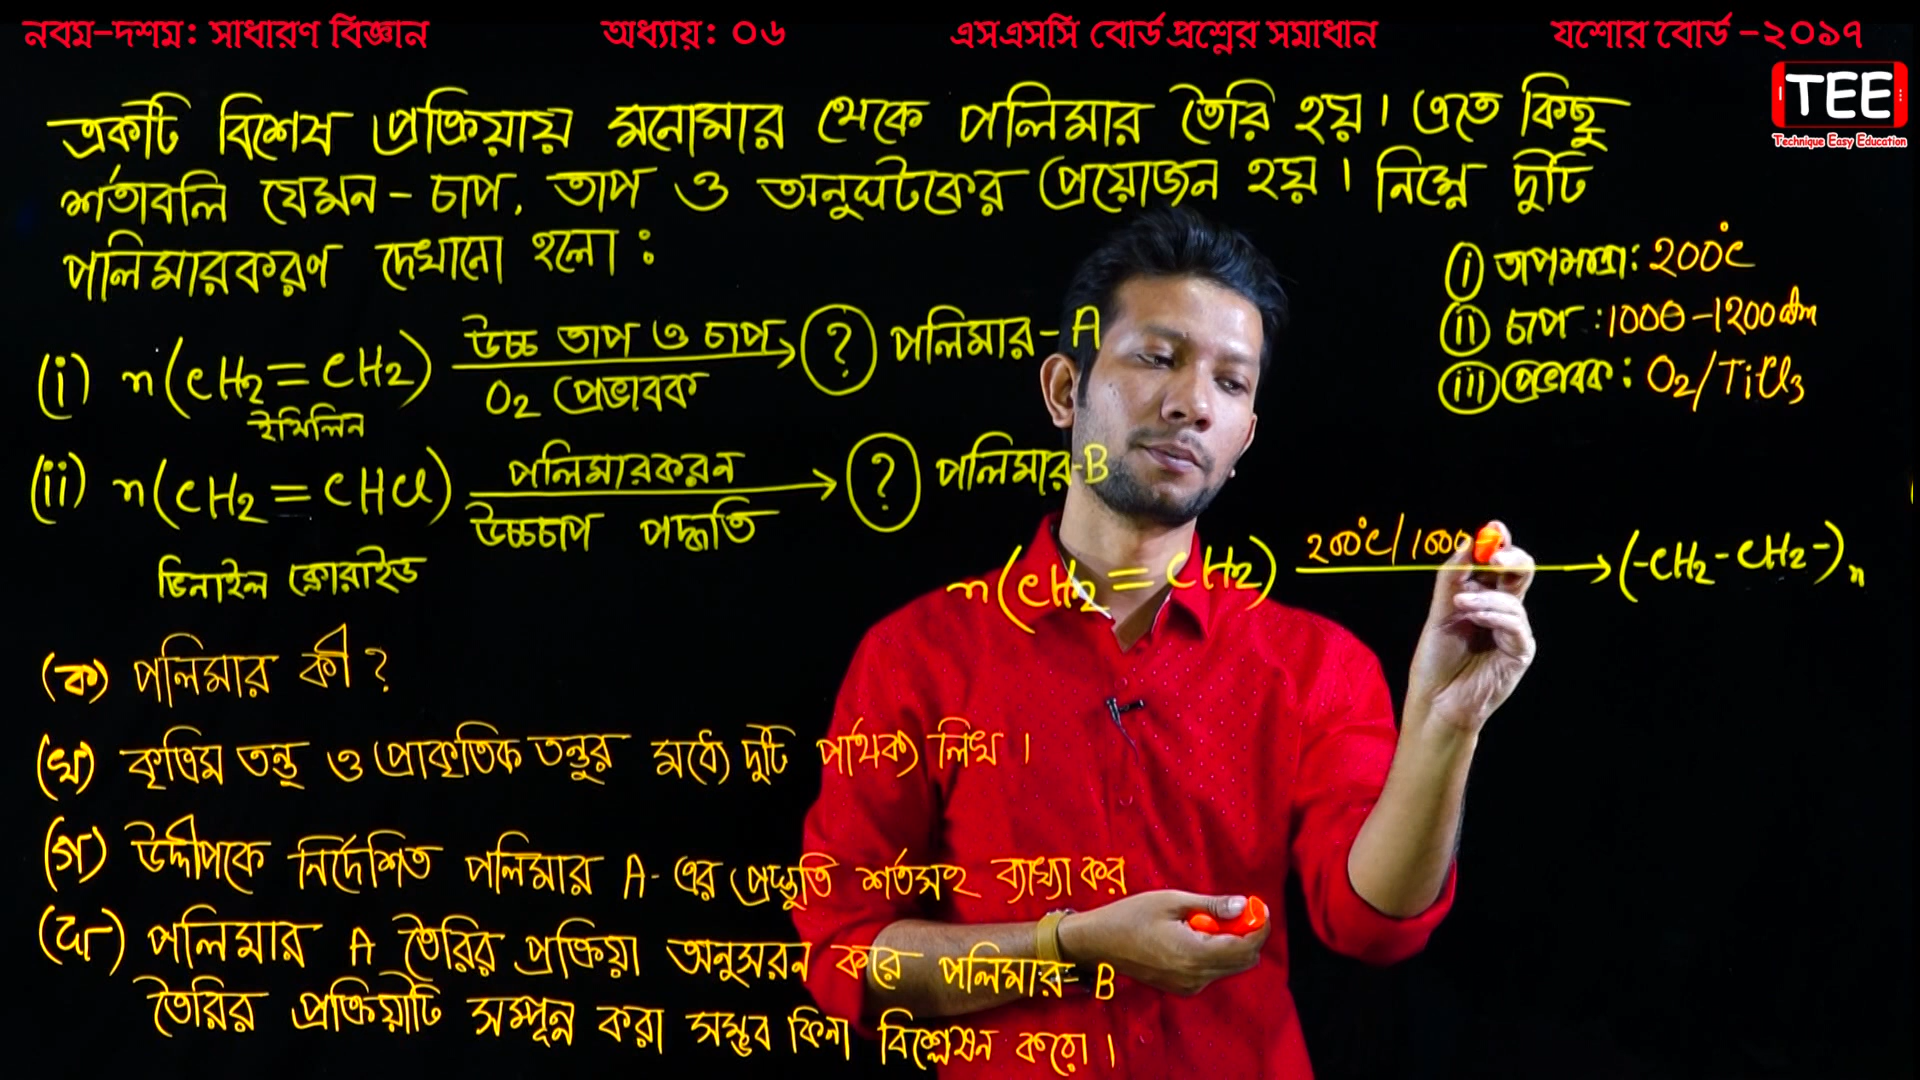 নবম-দশম: সাধারণ বিজ্ঞান অধ্যায়: ০৬ এসএসসি বোর্ড প্রশ্নের সমাধান যশোর বোর্ড -২০১৭
TEE
Technique Easy Education
একটি বিশেষ প্রক্রিয়ায় মনোমার থেকে পলিমার তৈরি হয়। এতে কিছু
শর্তাবলি যেমন - চাপ, তাপ ও অনুঘটকের প্রয়োজন হয়। নিম্নে দুটি
পলিমারকরণ দেখানো হলো :
(i) n(CH2=CH2) উচ্চ তাপ ও চাপ → (?) পলিমার - A
O2 প্রভাবক
ইথিলিন
(ii) n(CH2=CHCl) পলিমারকরন → (?) পলিমার-B
উচ্চচাপ পদ্ধতি
ভিনাইল ক্লোরাইড
(i) তাপমাত্রা: 200°C
(ii) চাপ : 1000-1200 atm
(iii) প্রভাবক : O2/TiCl3
n(CH2=CH2) 200°C/1000 → (-CH2-CH2-)n
(ক) পলিমার কী?
(খ) কৃত্রিম তন্তু ও প্রাকৃতিক তন্তুর মধ্যে দুটি পার্থক্য লিখ।
(গ) উদ্দীপকে নির্দেশিত পলিমার A-এর প্রস্তুতি শর্তসহ ব্যাখ্যা কর
(ঘ) পলিমার A তৈরির প্রক্রিয়া অনুসরন করে পলিমার- B
তৈরির প্রক্রিয়াটি সম্পূন্ন করা সম্ভব কিনা বিশ্লেষন করো।